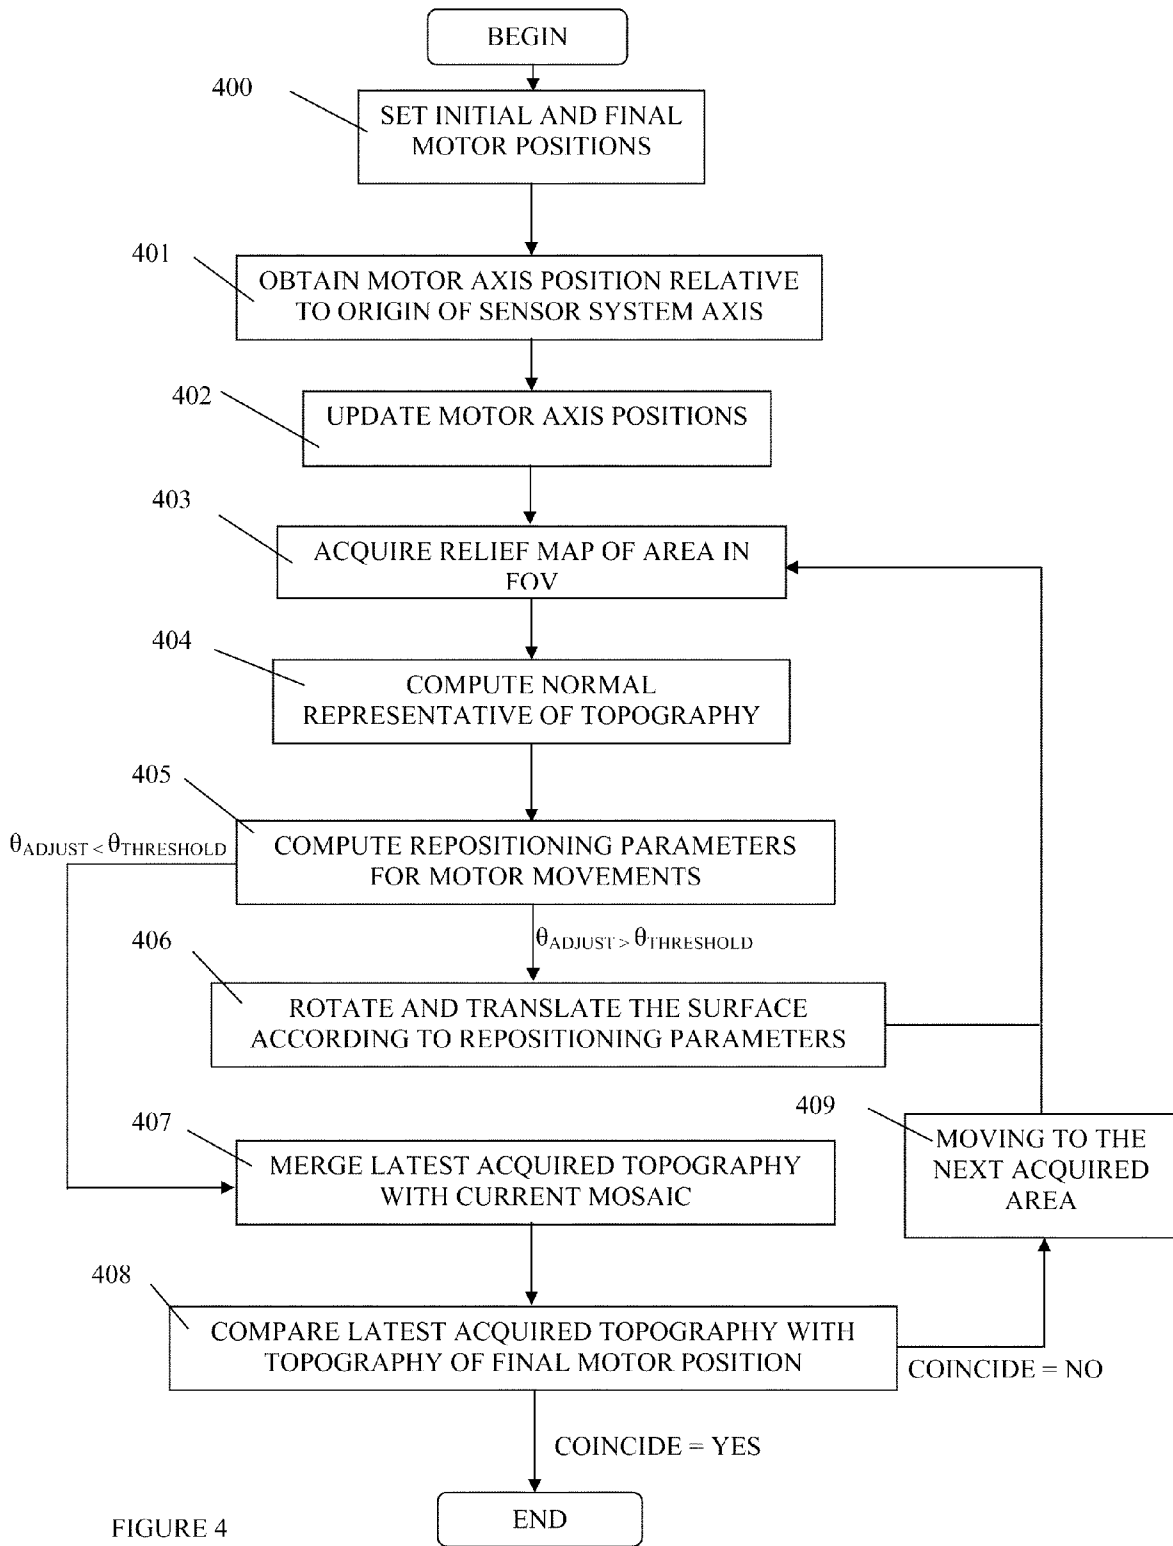 BEGIN
400
SET INITIAL AND FINAL
MOTOR POSITIONS
401
OBTAIN MOTOR AXIS POSITION RELATIVE
TO ORIGIN OF SENSOR SYSTEM AXIS
402
UPDATE MOTOR AXIS POSITIONS
403
ACQUIRE RELIEF MAP OF AREA IN
FOV
404
COMPUTE NORMAL
REPRESENTATIVE OF TOPOGRAPHY
405
θADJUST < θTHRESHOLD
COMPUTE REPOSITIONING PARAMETERS
FOR MOTOR MOVEMENTS
θADJUST > θTHRESHOLD
406
ROTATE AND TRANSLATE THE SURFACE
ACCORDING TO REPOSITIONING PARAMETERS
407
MERGE LATEST ACQUIRED TOPOGRAPHY
WITH CURRENT MOSAIC
409
MOVING TO THE
NEXT ACQUIRED
AREA
408
COMPARE LATEST ACQUIRED TOPOGRAPHY WITH
TOPOGRAPHY OF FINAL MOTOR POSITION
COINCIDE = NO
COINCIDE = YES
END
FIGURE 4